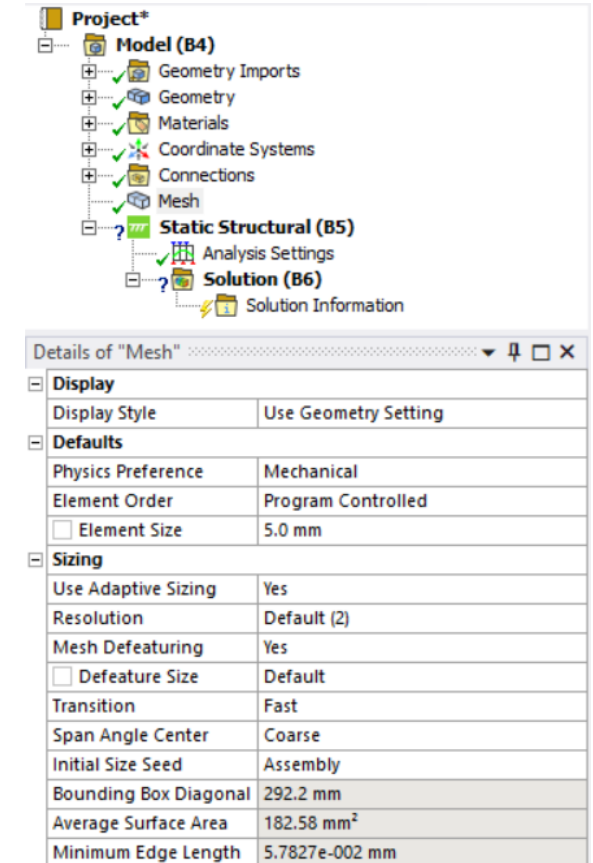 Project*
Model (B4)
Geometry Imports
Geometry
Materials
Coordinate Systems
Connections
Mesh
Static Structural (B5)
Analysis Settings
Solution (B6)
Solution Information
Details of "Mesh"
Display
Display Style Use Geometry Setting
Defaults
Physics Preference Mechanical
Element Order Program Controlled
Element Size 5.0 mm
Sizing
Use Adaptive Sizing Yes
Resolution Default (2)
Mesh Defeaturing Yes
Defeature Size Default
Transition Fast
Span Angle Center Coarse
Initial Size Seed Assembly
Bounding Box Diagonal 292.2 mm
Average Surface Area 182.58 mm²
Minimum Edge Length 5.7827e-002 mm